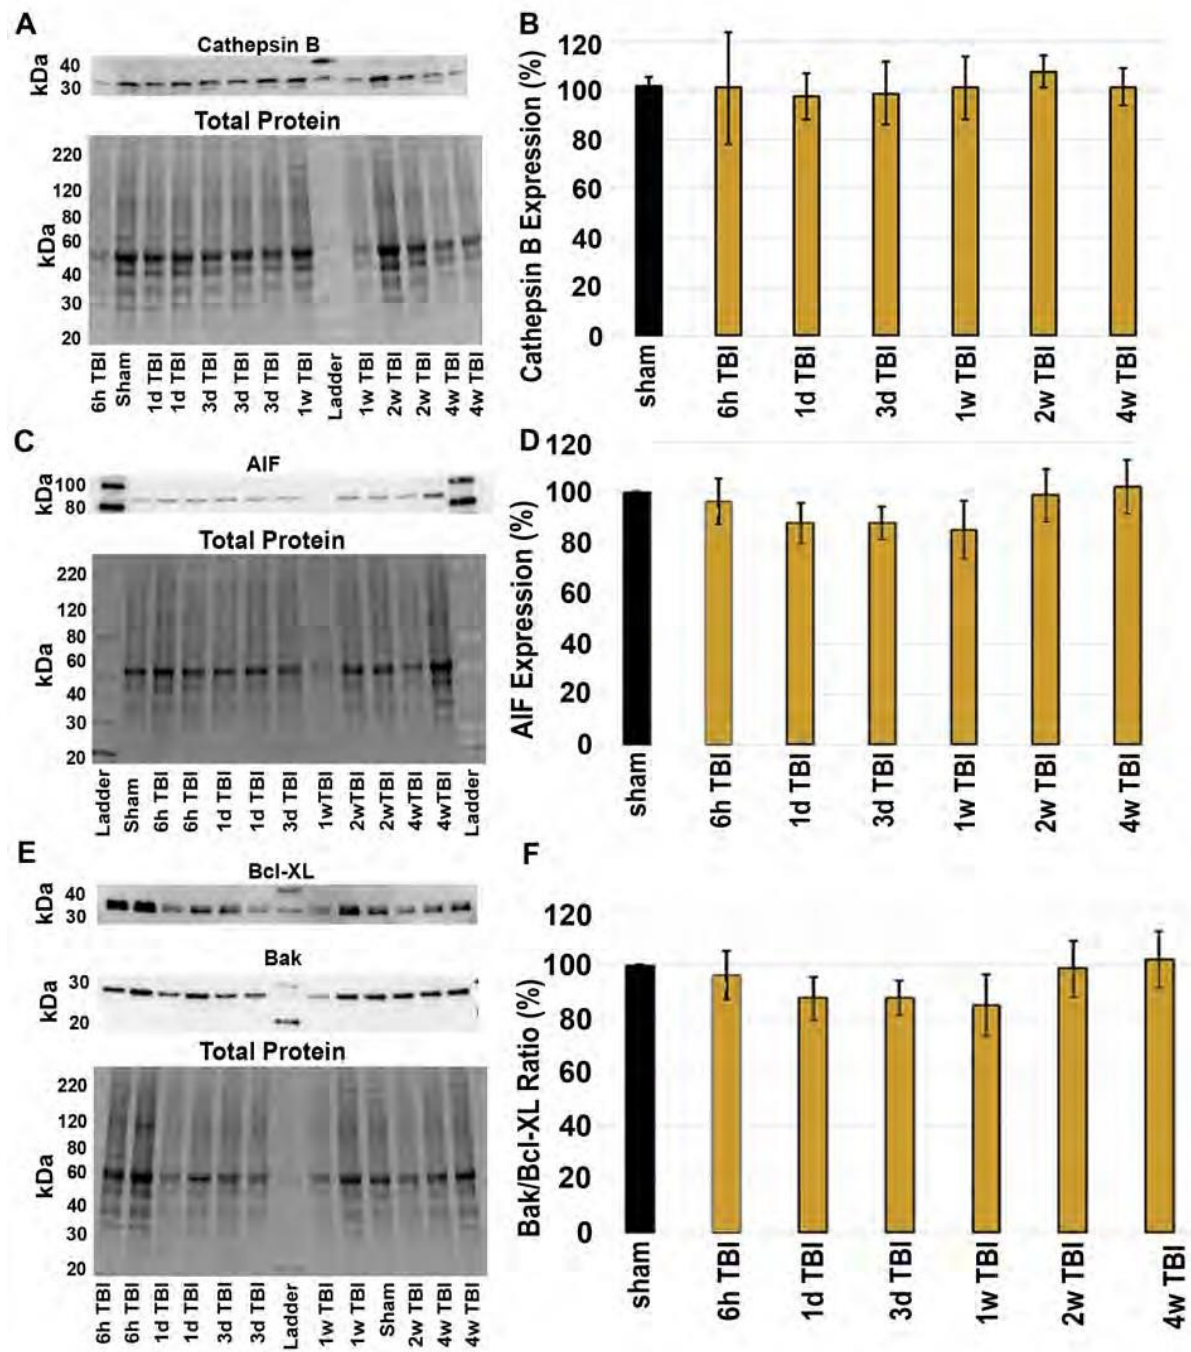 A
Cathepsin B
kDa
40
30
Total Protein
kDa
220
120
80
60
40
30
20
6h TBI
Sham
1d TBI
1d TBI
3d TBI
3d TBI
3d TBI
1w TBI
Ladder
1w TBI
2w TBI
2w TBI
4w TBI
4w TBI
B
Cathepsin B Expression (%)
120
100
80
60
40
20
0
sham
6h TBI
1d TBI
3d TBI
1w TBI
2w TBI
4w TBI
C
AIF
kDa
100
80
Total Protein
kDa
220
120
80
60
40
30
20
Ladder
Sham
6h TBI
6h TBI
1d TBI
1d TBI
3d TBI
1wTBI
2wTBI
2wTBI
4wTBI
4wTBI
Ladder
D
AIF Expression (%)
120
100
80
60
40
20
0
sham
6h TBI
1d TBI
3d TBI
1w TBI
2w TBI
4w TBI
E
Bcl-XL
kDa
40
30
Bak
kDa
30
20
Total Protein
kDa
220
120
80
60
40
30
20
6h TBI
6h TBI
1d TBI
1d TBI
3d TBI
3d TBI
Ladder
1w TBI
1w TBI
Sham
2w TBI
4w TBI
4w TBI
F
Bak/Bcl-XL Ratio (%)
120
100
80
60
40
20
0
sham
6h TBI
1d TBI
3d TBI
1w TBI
2w TBI
4w TBI